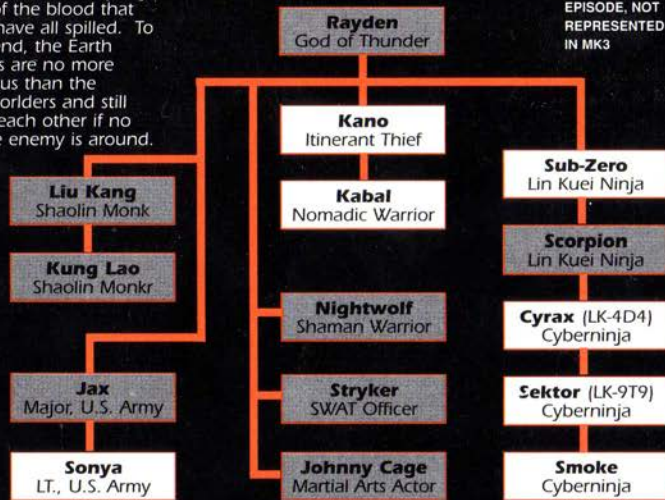 of the blood that
have all spilled. To
end, the Earth
s are no more
us than the
orlders and still
each other if no
e enemy is around.
EPISODE, NOT
REPRESENTED
IN MK3
Rayden
God of Thunder
Kano
Itinerant Thief
Kabal
Nomadic Warrior
Sub-Zero
Lin Kuei Ninja
Liu Kang
Shaolin Monk
Kung Lao
Shaolin Monkr
Scorpion
Lin Kuei Ninja
Nightwolf
Shaman Warrior
Cyrax (LK-4D4)
Cyberninja
Jax
Major, U.S. Army
Stryker
SWAT Officer
Sektor (LK-9T9)
Cyberninja
Sonya
LT., U.S. Army
Johnny Cage
Martial Arts Actor
Smoke
Cyberninja